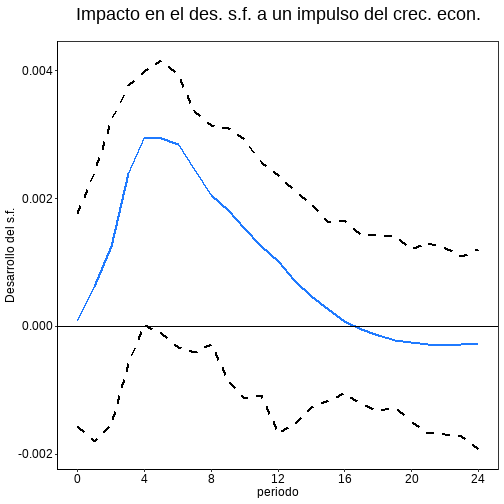 Impacto en el des. s.f. a un impulso del crec. econ.
Desarrollo del s.f.
0.004
0.002
0.000
-0.002
0 4 8 12 16 20 24
periodo